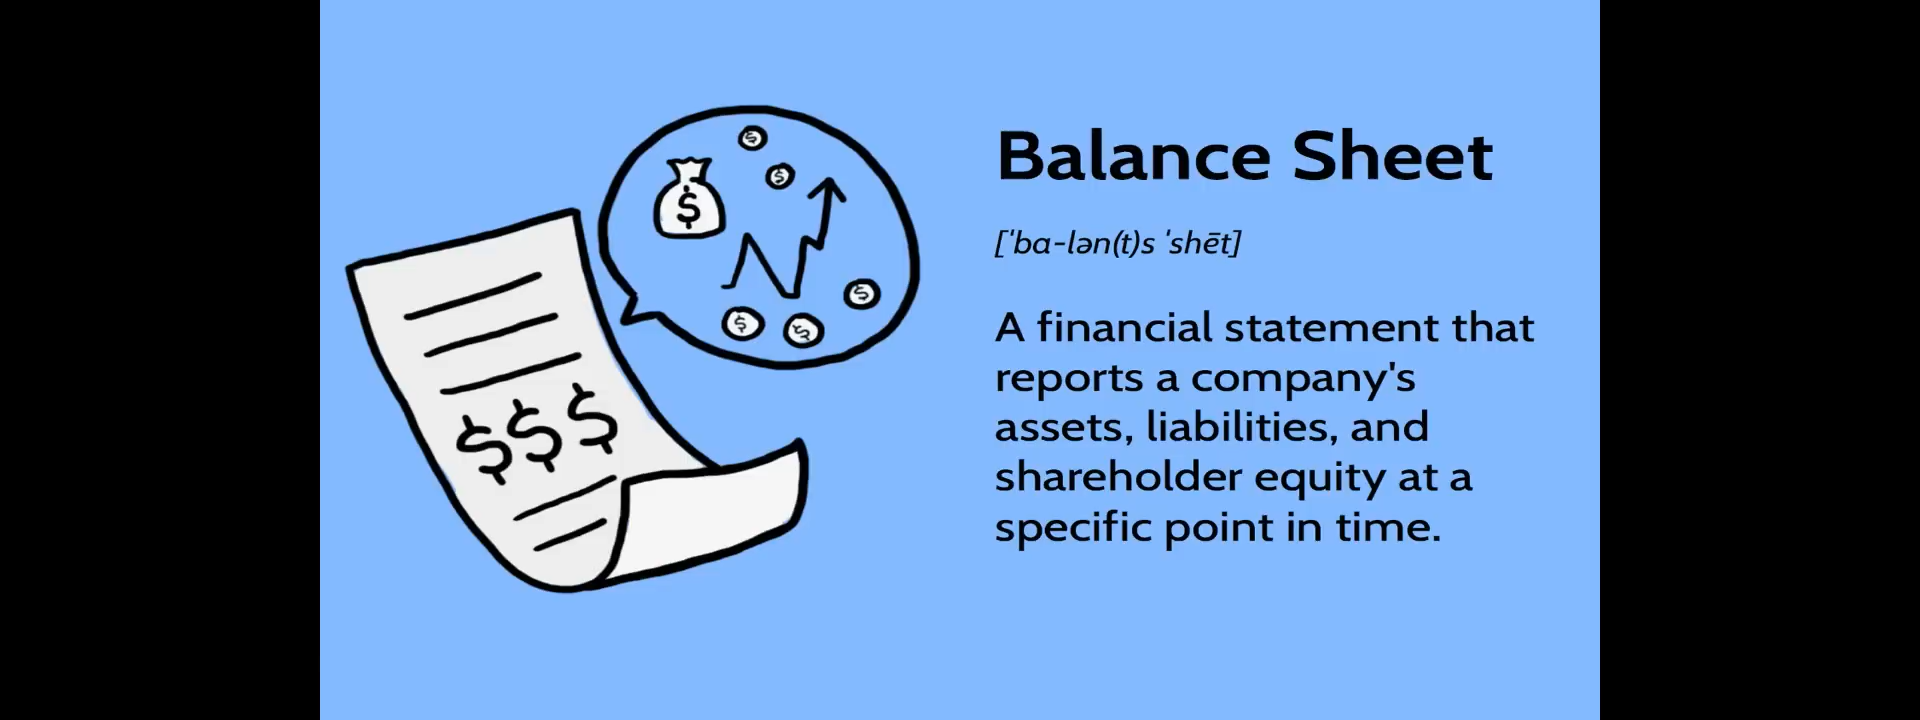 Balance Sheet
[ˈba-lən(t)s ˈshēt]
A financial statement that
reports a company's
assets, liabilities, and
shareholder equity at a
specific point in time.
$
$
$
$
$
$
$$$